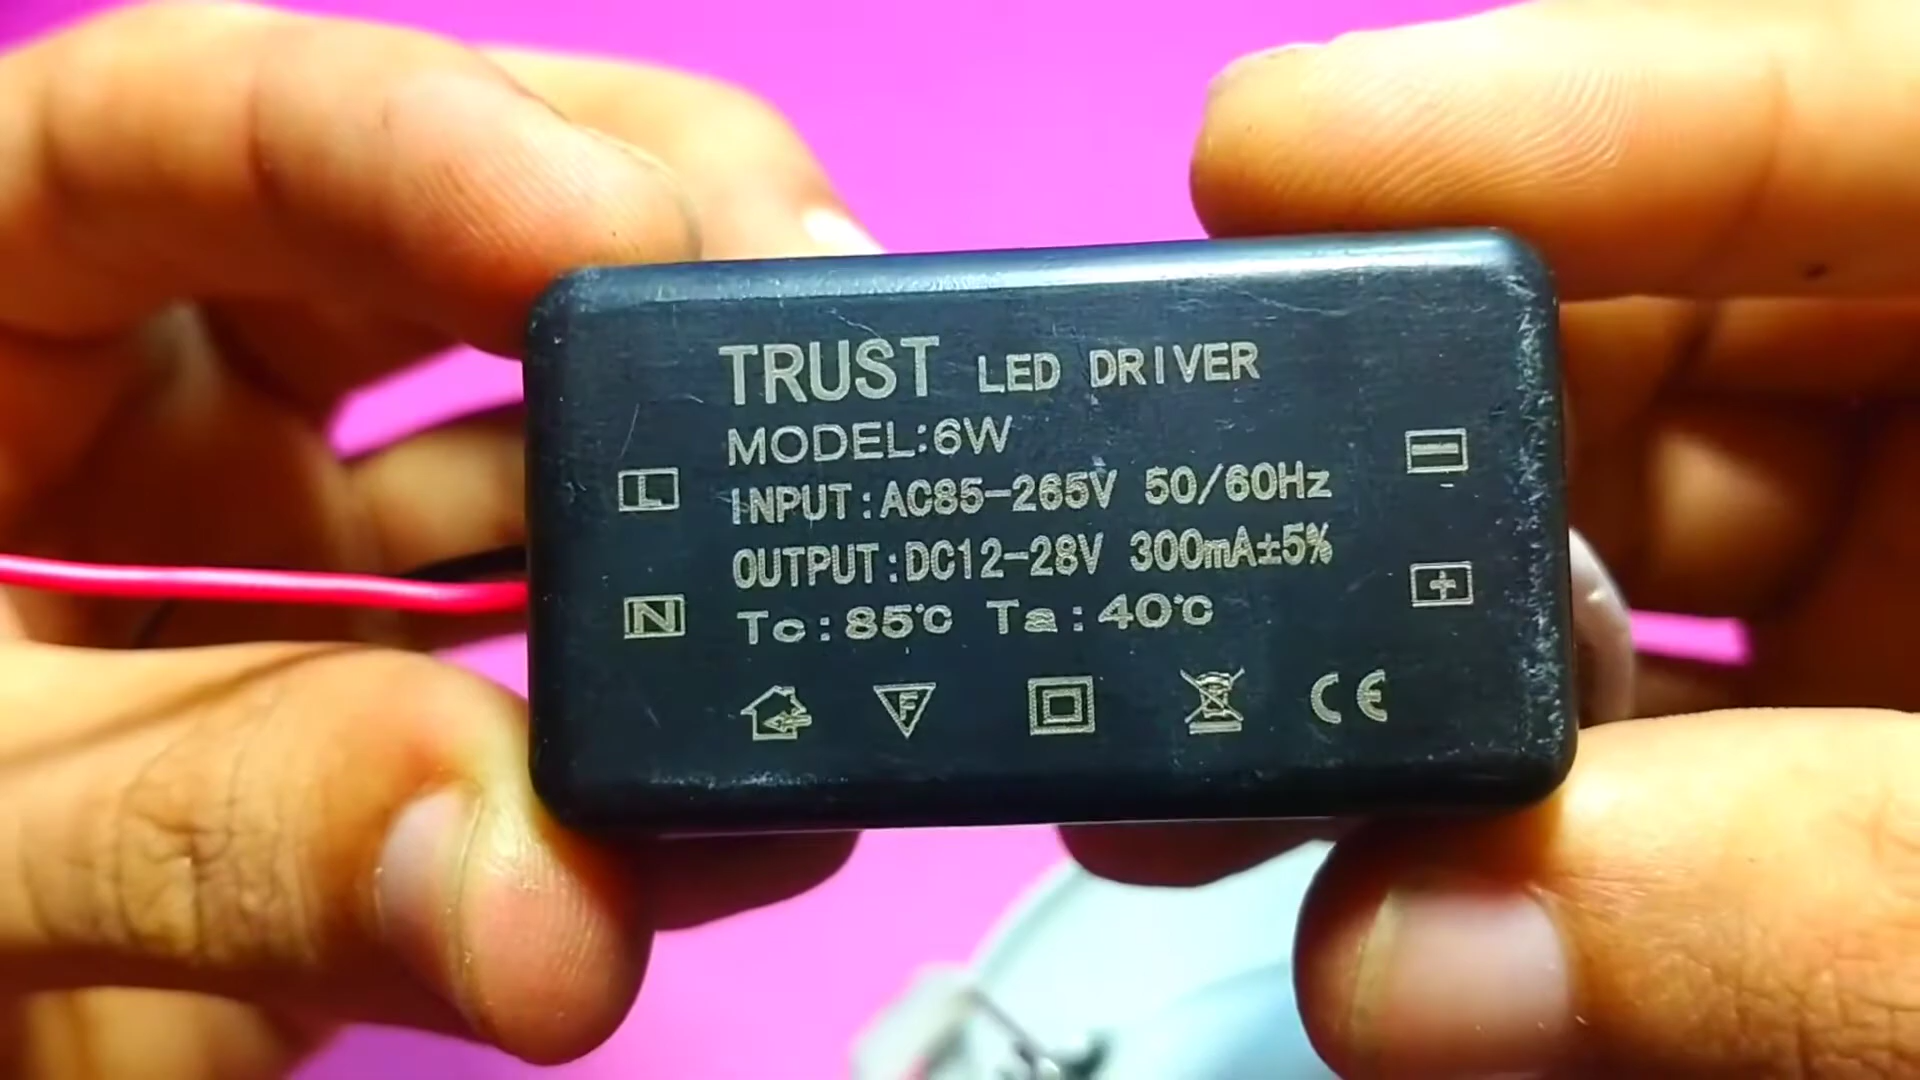 TRUST LED DRIVER
MODEL:6W
L
INPUT:AC85-265V 50/60Hz
−
OUTPUT:DC12-28V 300mA±5%
+
N
Tc:85℃ Ta:40℃
F
CE